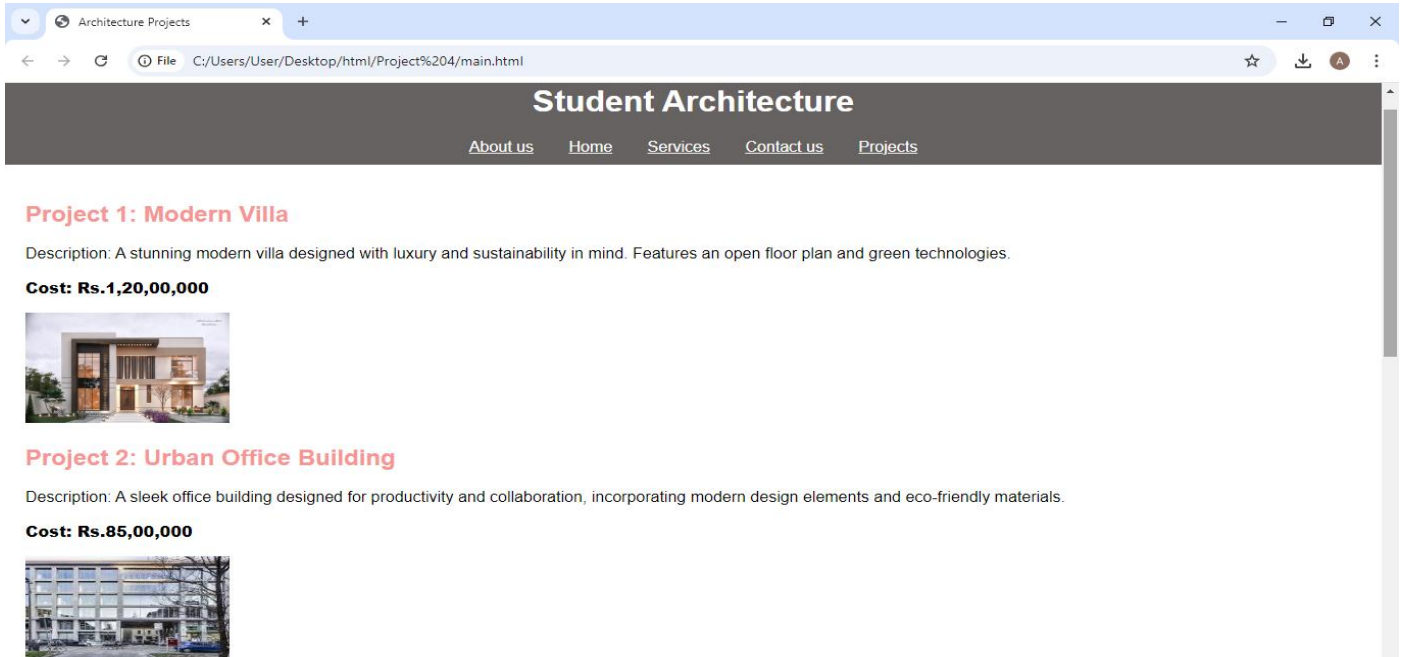 Architecture Projects
File C:/Users/User/Desktop/html/Project%204/main.html
A
Student Architecture
About us Home Services Contact us Projects
Project 1: Modern Villa
Description: A stunning modern villa designed with luxury and sustainability in mind. Features an open floor plan and green technologies.
Cost: Rs.1,20,00,000
Project 2: Urban Office Building
Description: A sleek office building designed for productivity and collaboration, incorporating modern design elements and eco-friendly materials.
Cost: Rs.85,00,000